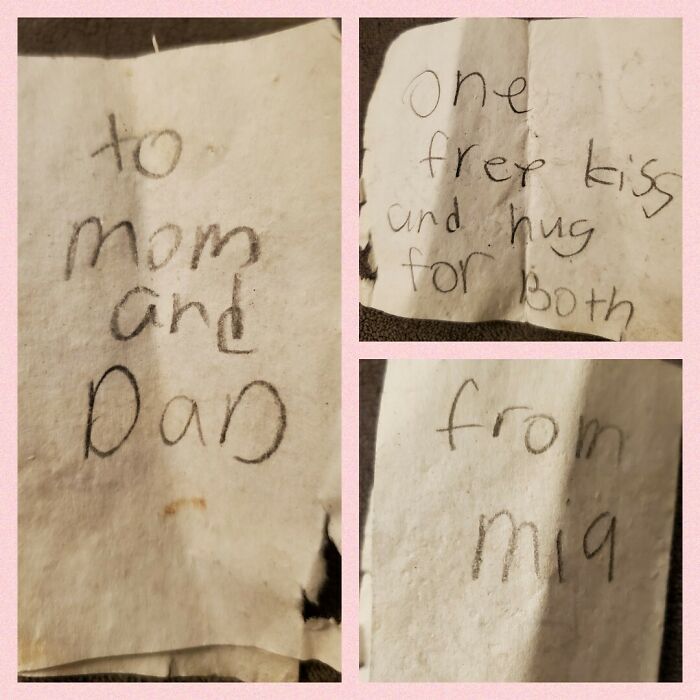 to
mom
and
DaD
one
free kiss
and hug
for Both
from
mia